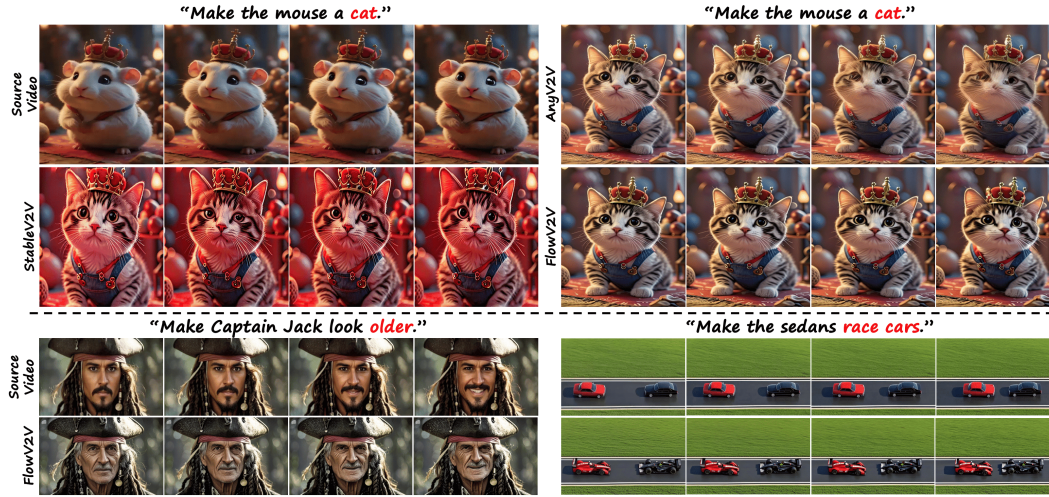 “Make the mouse a cat.”
“Make the mouse a cat.”
Source
Video
AnyV2V
StableV2V
FlowV2V
“Make Captain Jack look older.”
“Make the sedans race cars.”
Source
Video
FlowV2V